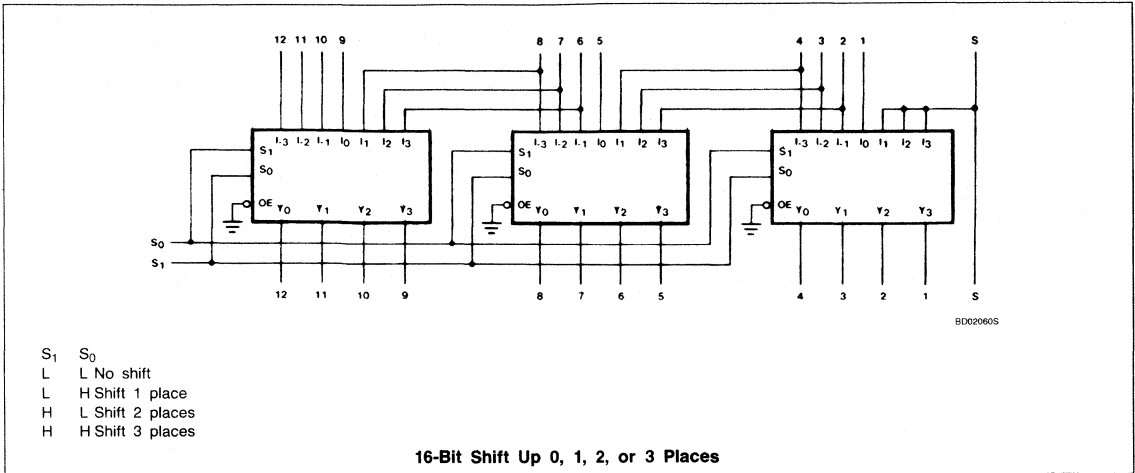 12 11 10 9 8 7 6 5 4 3 2 1 S
I-3 I-2 I-1 I0 I1 I2 I3 I-3 I-2 I-1 I0 I1 I2 I3 I-3 I-2 I-1 I0 I1 I2 I3
S1 S1 S1
S0 S0 S0
OE OE OE
Y0 Y1 Y2 Y3 Y0 Y1 Y2 Y3 Y0 Y1 Y2 Y3
S0
S1
12 11 10 9 8 7 6 5 4 3 2 1 S
BD02060S
S1 S0
L L No shift
L H Shift 1 place
H L Shift 2 places
H H Shift 3 places
16-Bit Shift Up 0, 1, 2, or 3 Places